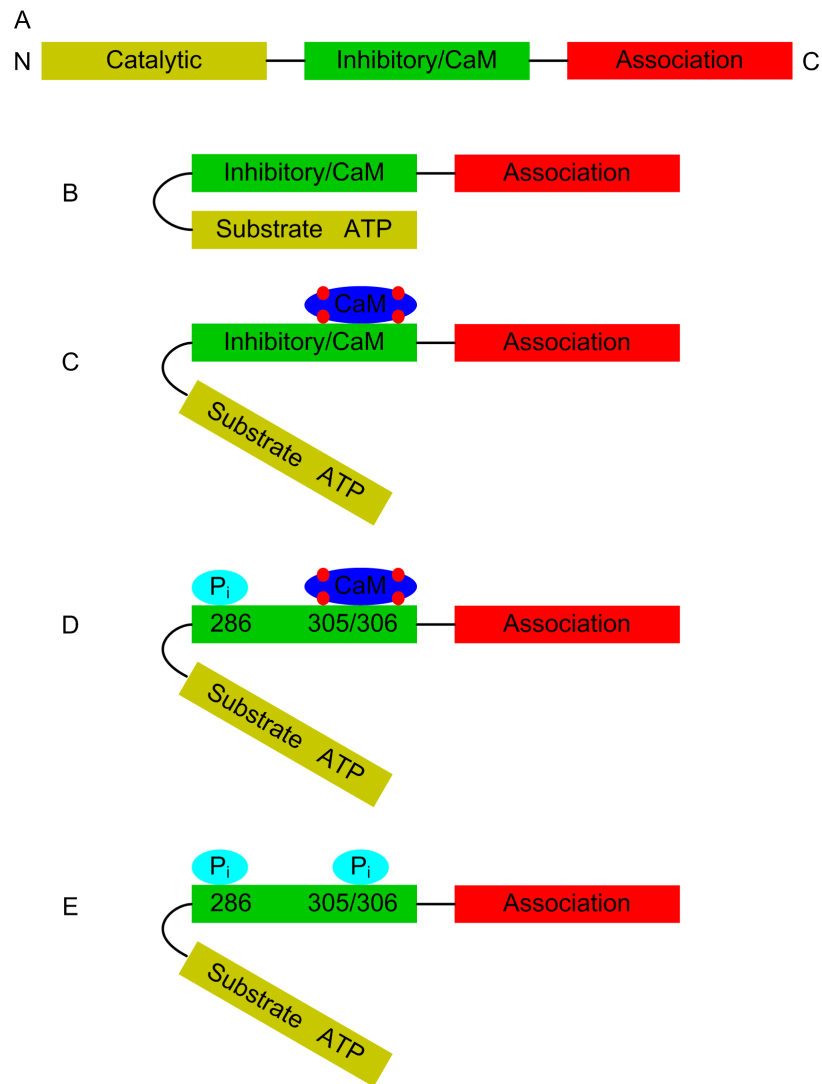 A
N Catalytic Inhibitory/CaM Association C
Inhibitory/CaM Association
B
Substrate ATP
CaM
Inhibitory/CaM Association
C
Substrate ATP
Pi CaM
D 286 305/306 Association
Substrate ATP
Pi Pi
E 286 305/306 Association
Substrate ATP